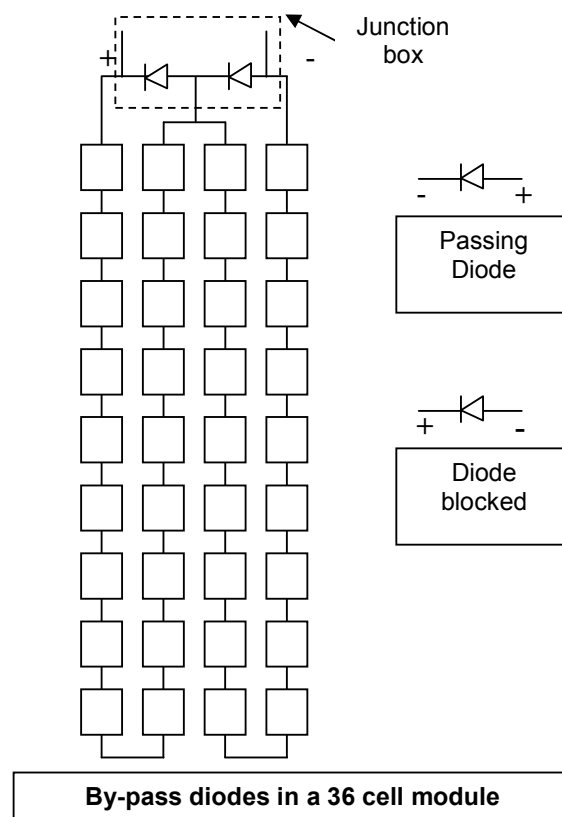 Junction
box
+
-
- +
Passing
Diode
+ -
Diode
blocked
By-pass diodes in a 36 cell module